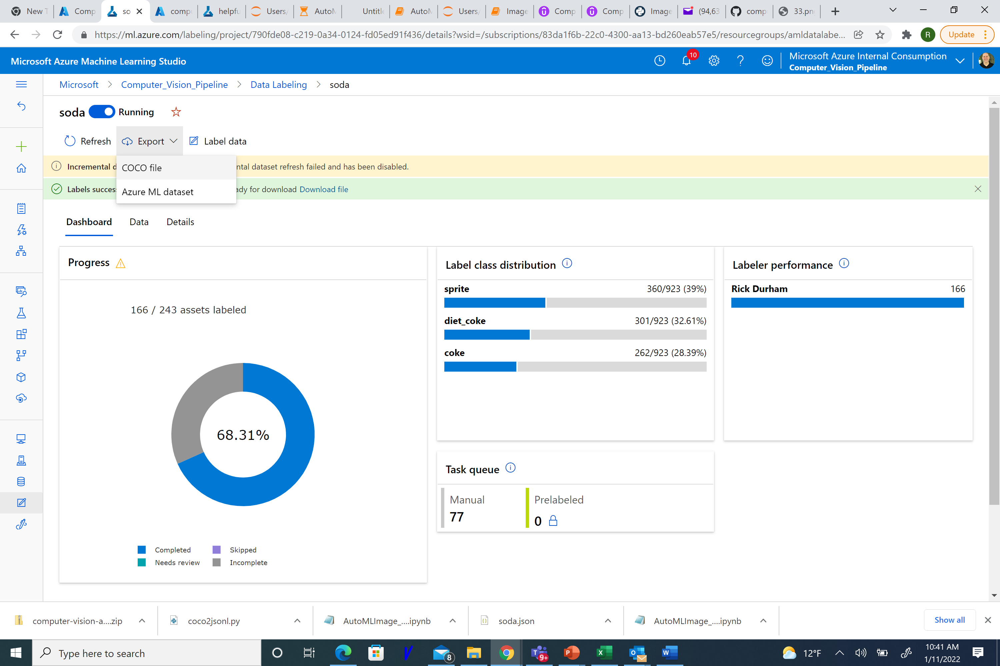 New T
Comp
so
comp
helpfu
Users/
AutoM
Untitle
AutoM
Users/
Image
Comp
Comp
Image
(94,63
comp
33.pn
https://ml.azure.com/labeling/project/790fde08-c219-0a34-0124-fd05ed91f436/details?wsid=/subscriptions/83da1f6b-22c0-4300-aa13-bd260eab57e5/resourcegroups/amldatalabe...
R
Update
Microsoft Azure Machine Learning Studio
10
Microsoft Azure Internal Consumption
Computer_Vision_Pipeline
Microsoft > Computer_Vision_Pipeline > Data Labeling > soda
soda Running
Refresh Export Label data
COCO file
Azure ML dataset
Incremental d ntal dataset refresh failed and has been disabled.
Labels succes ady for download Download file
Dashboard Data Details
Progress
166 / 243 assets labeled
68.31%
Completed Skipped
Needs review Incomplete
Label class distribution
sprite 360/923 (39%)
diet_coke 301/923 (32.61%)
coke 262/923 (28.39%)
Labeler performance
Rick Durham 166
Task queue
Manual
77
Prelabeled
0
computer-vision-a....zip
coco2jsonl.py
AutoMLImage_....ipynb
soda.json
AutoMLImage_....ipynb
Show all
Type here to search
8
9+
12°F
10:41 AM
1/11/2022